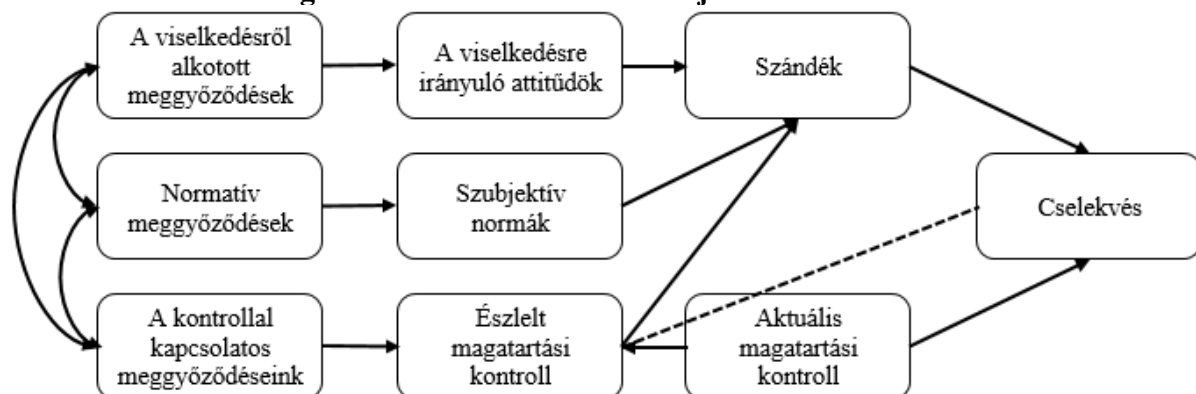 A viselkedésről
alkotott
meggyőződések
A viselkedésre
irányuló attitűdök
Szándék
Normatív
meggyőződések
Szubjektív
normák
Cselekvés
A kontrollal
kapcsolatos
meggyőződéseink
Észlelt
magatartási
kontroll
Aktuális
magatartási
kontroll